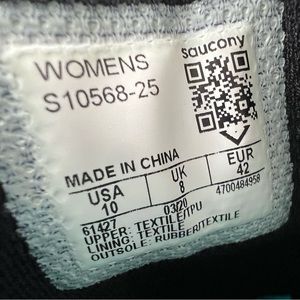 saucony
WOMENS
S10568-25
MADE IN CHINA
USA UK EUR
10 8 42
61427 03/20 4700484958
UPPER: TEXTILE/TPU
LINING: TEXTILE
OUTSOLE: RUBBER/TEXTILE